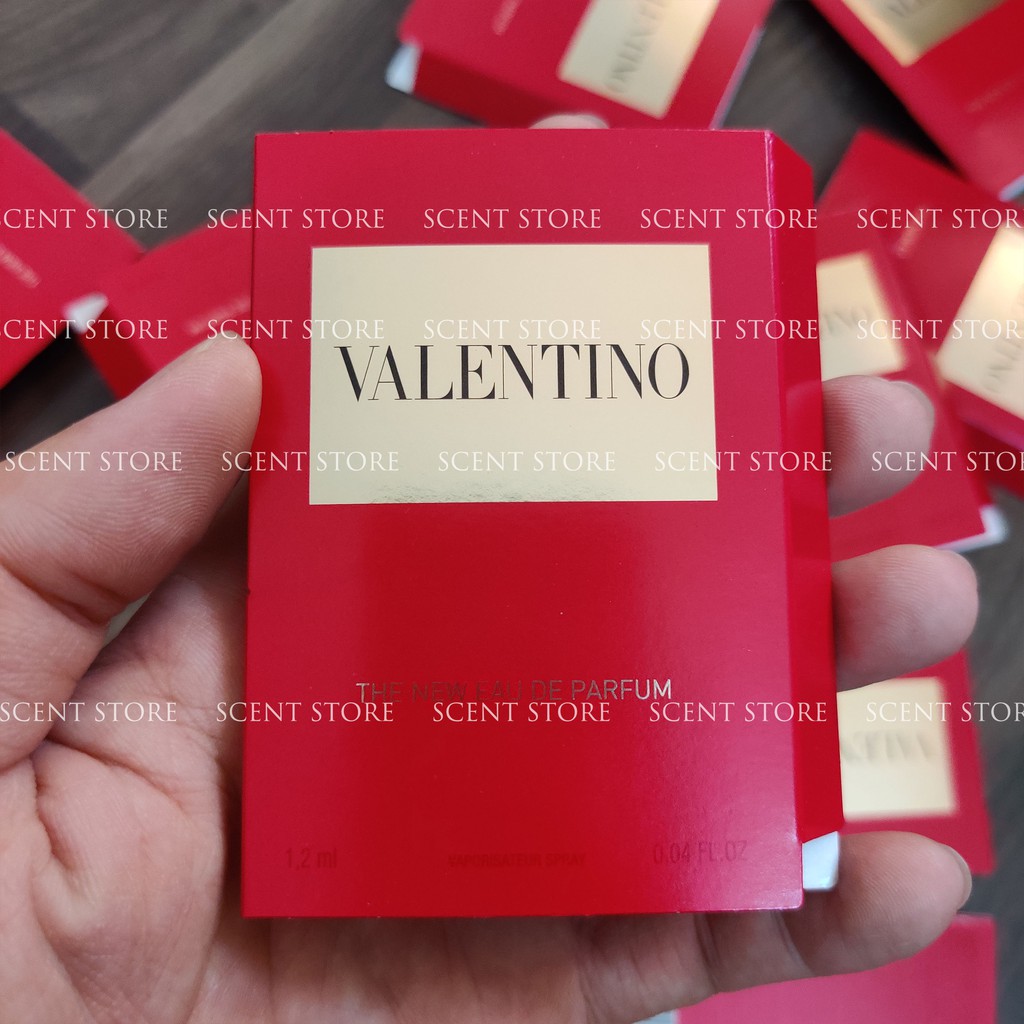 SCENT STORE SCENT STORE SCENT STORE SCENT STORE SCENT STORE
SCENT STORE SCENT STORE SCENT STORE SCENT STORE SCENT STORE
VALENTINO
SCENT STORE SCENT STORE SCENT STORE SCENT STORE SCENT STO
THE NEW EAU DE PARFUM
SCENT STORE SCENT STORE SCENT STORE SCENT STORE SCENT STOR
1,2 ml VAPORISATEUR SPRAY 0.04 FL.OZ